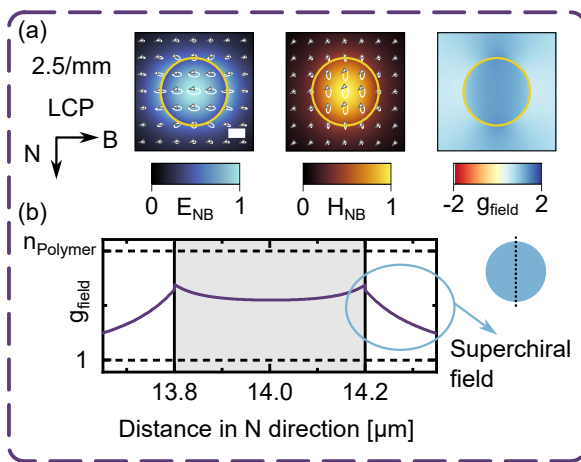 (a)
2.5/mm
LCP
N
B
0 E_NB 1
0 H_NB 1
-2 g_field 2
(b)
n_Polymer
g_field
1
13.8 14.0 14.2
Distance in N direction [µm]
Superchiral
field